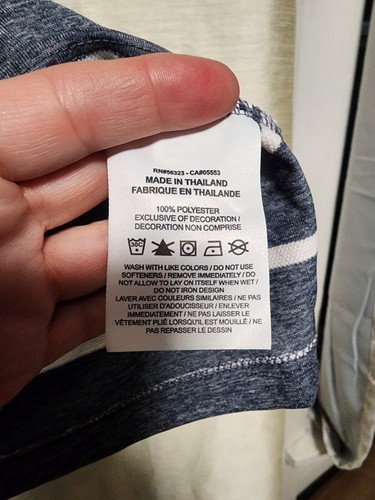 RN#56323 - CA#05553
MADE IN THAILAND
FABRIQUE EN THAILANDE
100% POLYESTER
EXCLUSIVE OF DECORATION /
DECORATION NON COMPRISE
WASH WITH LIKE COLORS / DO NOT USE
SOFTENERS / REMOVE IMMEDIATELY / DO
NOT ALLOW TO LAY ON ITSELF WHEN WET /
DO NOT IRON DESIGN
LAVER AVEC COULEURS SIMILAIRES / NE PAS
UTILISER D'ADOUCISSEUR / ENLEVER
IMMEDIATEMENT / NE PAS LAISSER LE
VÊTEMENT PLIÉ LORSQU'IL EST MOUILLÉ / NE
PAS REPASSER LE DESSIN